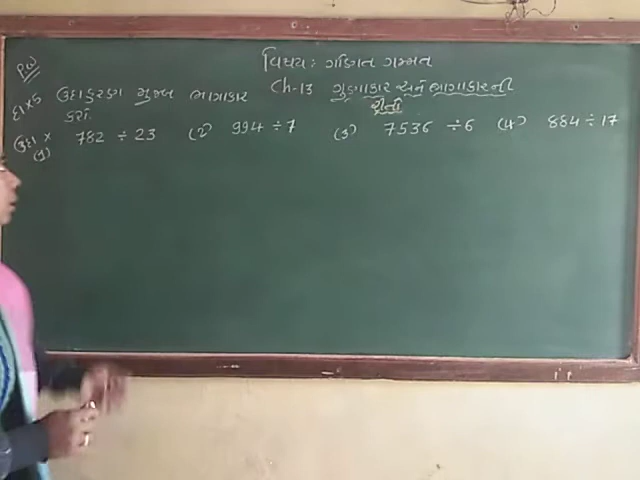 વિષય: ગણિત ગમ્મત
Ch-13 ગુણાકાર અને ભાગાકારની
રીતો
ઉદાહરણ મુજબ ભાગાકાર
કરો
(1) 782 ÷ 23 (2) 994 ÷ 7 (3) 7536 ÷ 6 (4) 884 ÷ 17